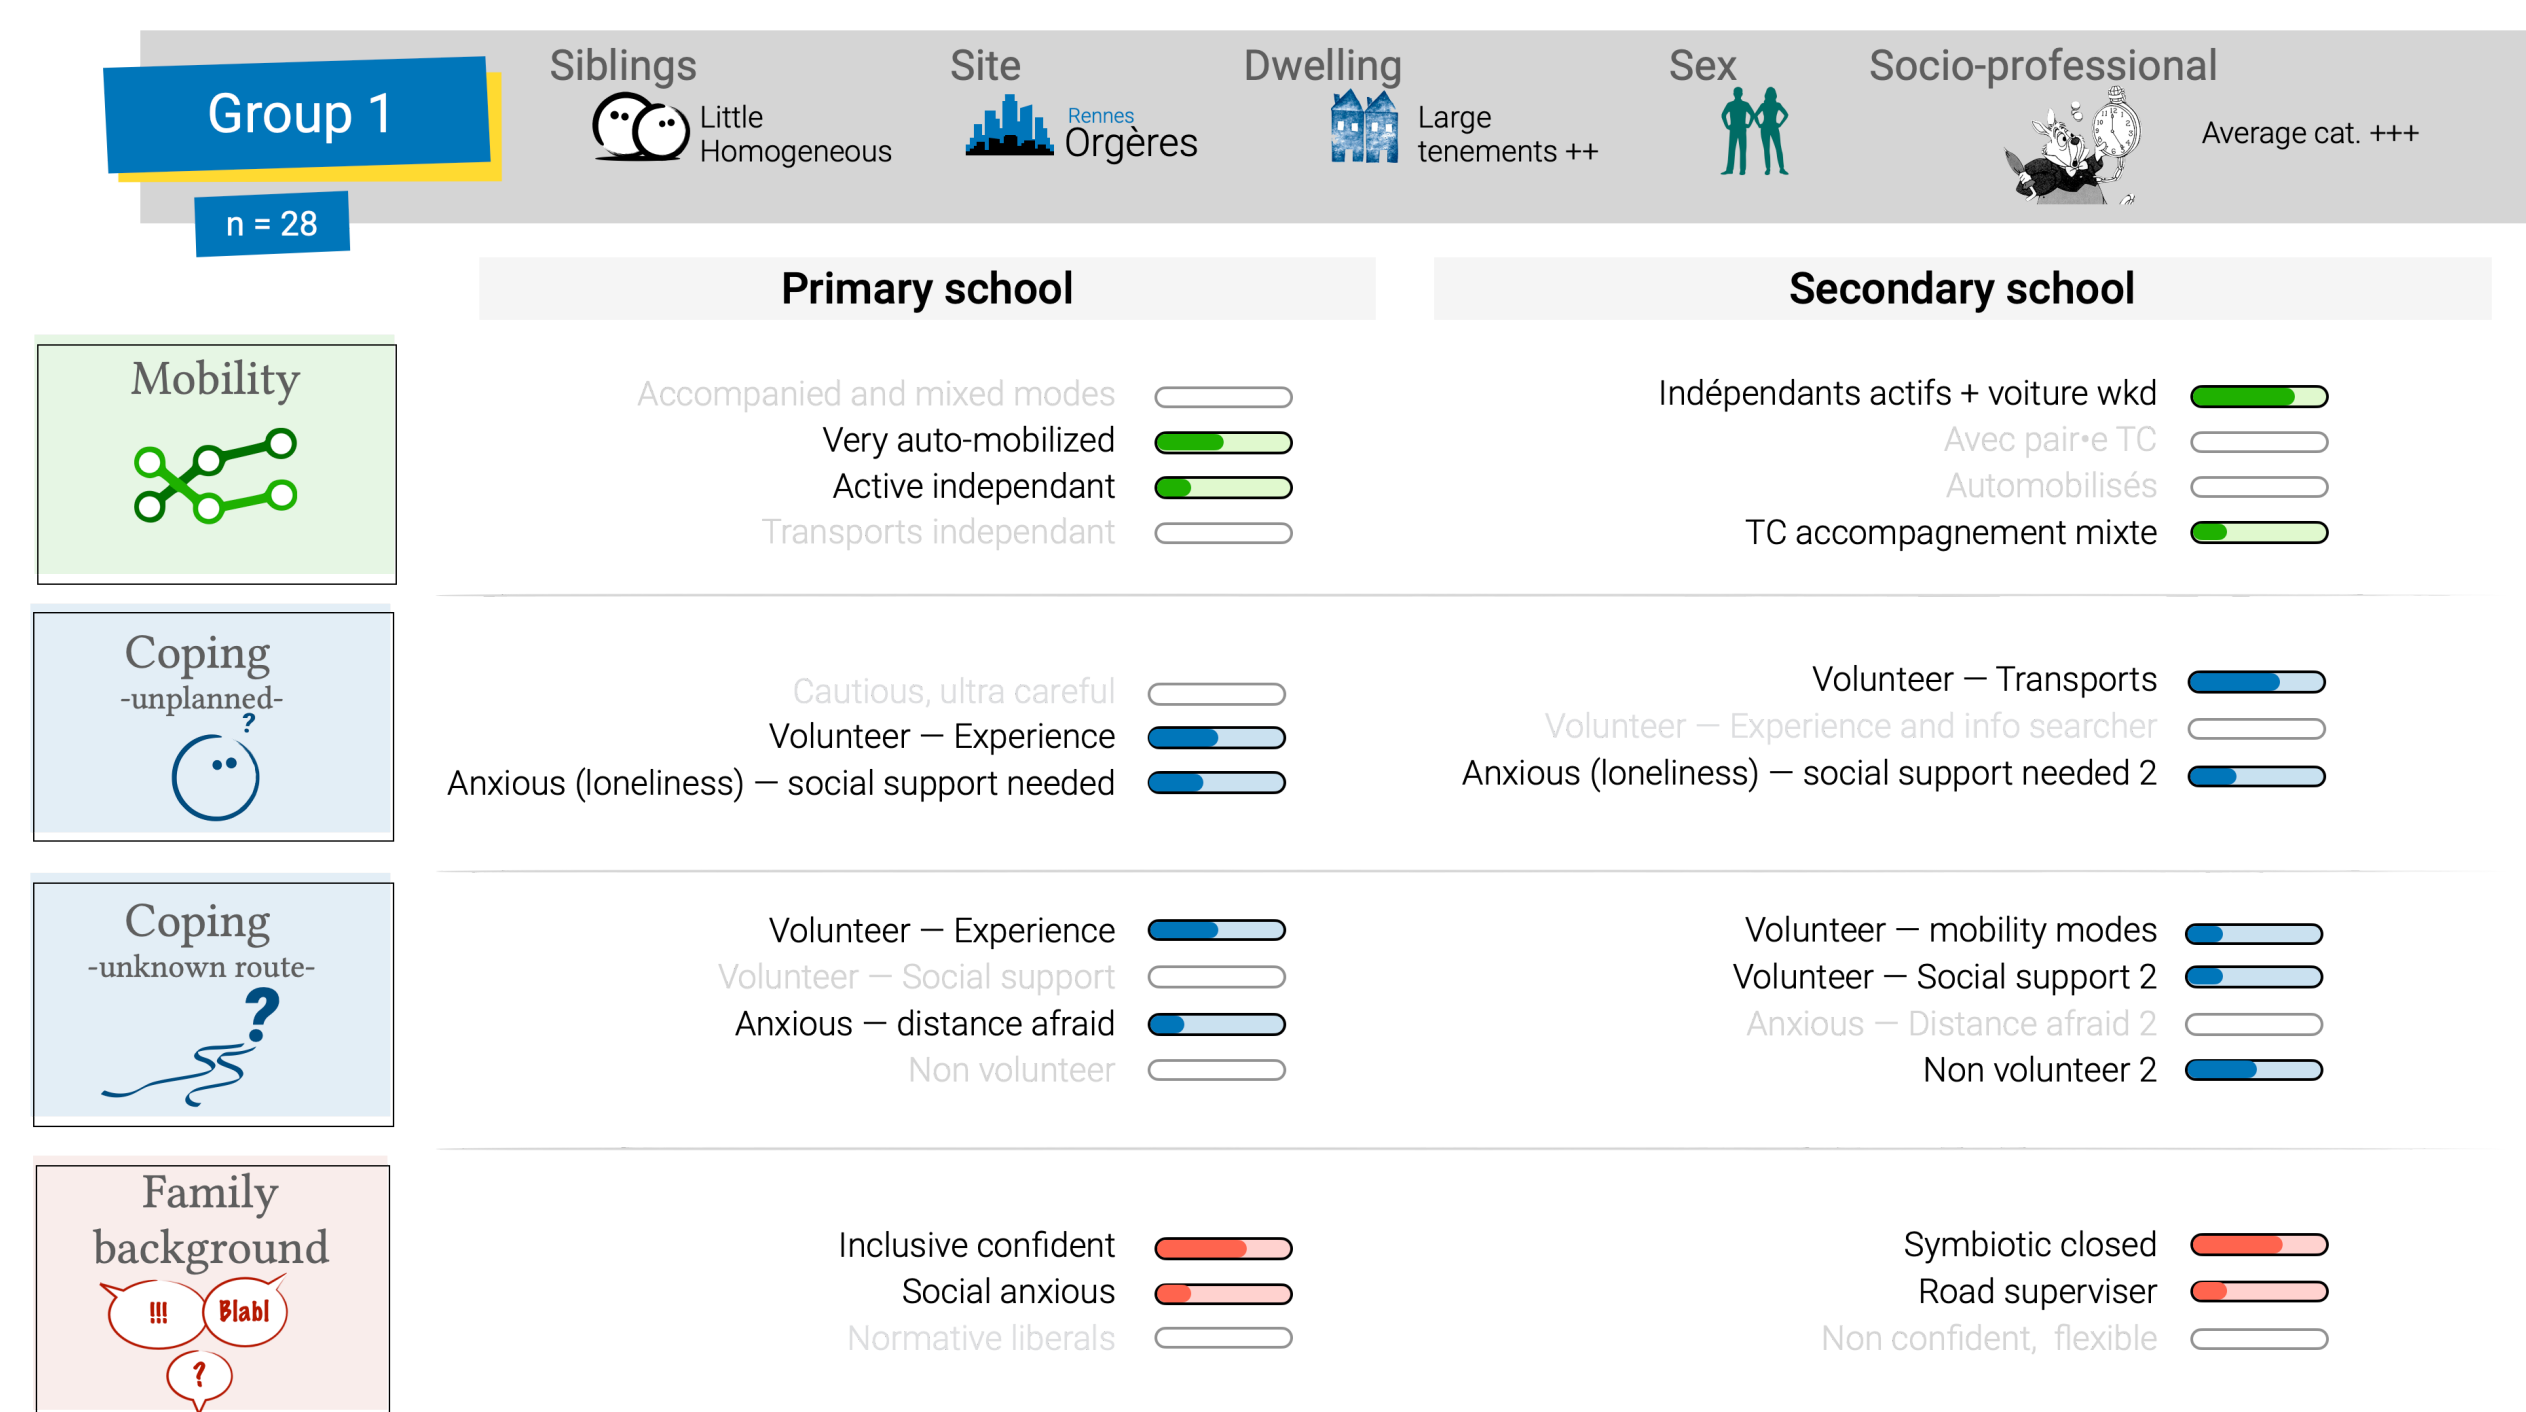 Group 1
n = 28
Siblings
Little
Homogeneous
Site
Rennes
Orgères
Dwelling
Large
tenements ++
Sex
Socio-professional
Average cat. +++
Primary school
Secondary school
Mobility
Accompanied and mixed modes
Very auto-mobilized
Active independant
Transports independant
Indépendants actifs + voiture wkd
Avec pair•e TC
Automobilisés
TC accompagnement mixte
Coping
-unplanned-
?
Cautious, ultra careful
Volunteer — Experience
Anxious (loneliness) — social support needed
Volunteer — Transports
Volunteer — Experience and info searcher
Anxious (loneliness) — social support needed 2
Coping
-unknown route-
?
Volunteer — Experience
Volunteer — Social support
Anxious — distance afraid
Non volunteer
Volunteer — mobility modes
Volunteer — Social support 2
Anxious — Distance afraid 2
Non volunteer 2
Family
background
!!!
Blabl
?
Inclusive confident
Social anxious
Normative liberals
Symbiotic closed
Road superviser
Non confident, flexible